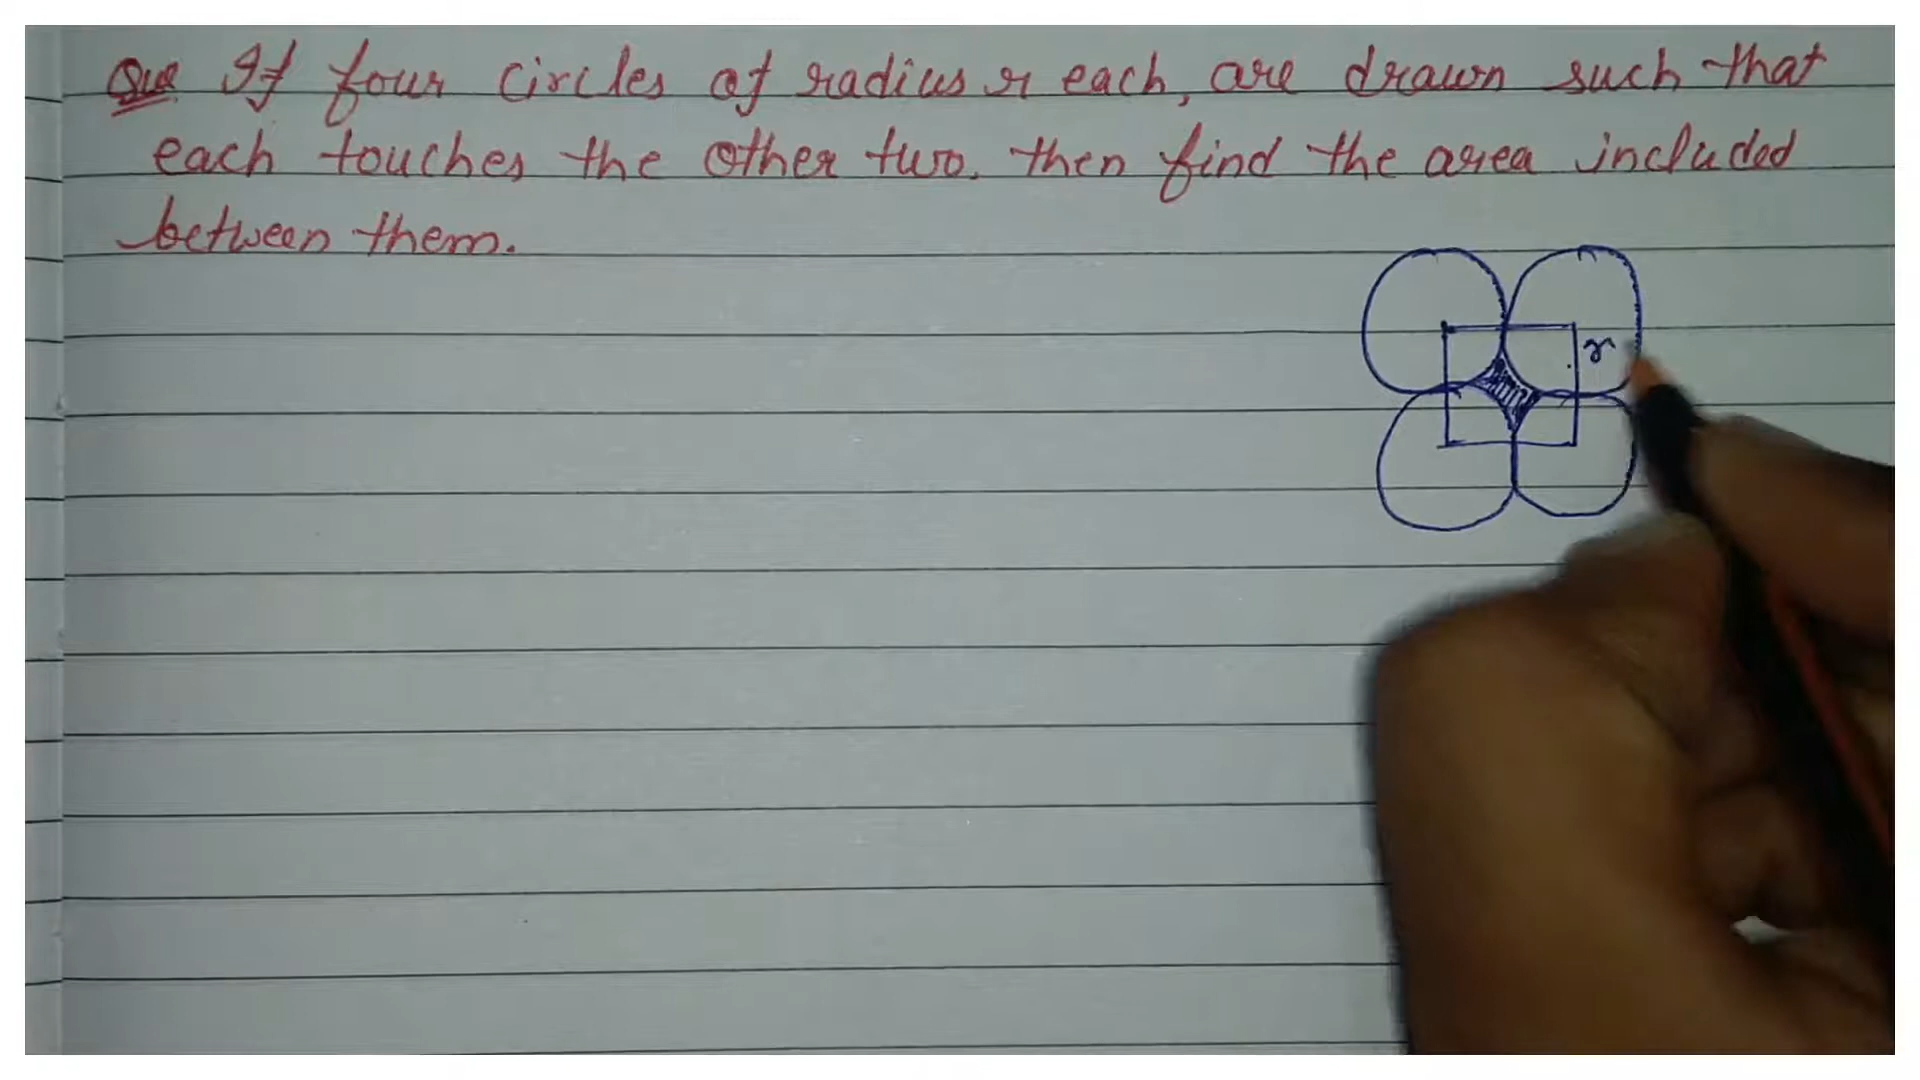 Que If four circles of radius r each, are drawn such that
each touches the other two. then find the area included
between them.
r